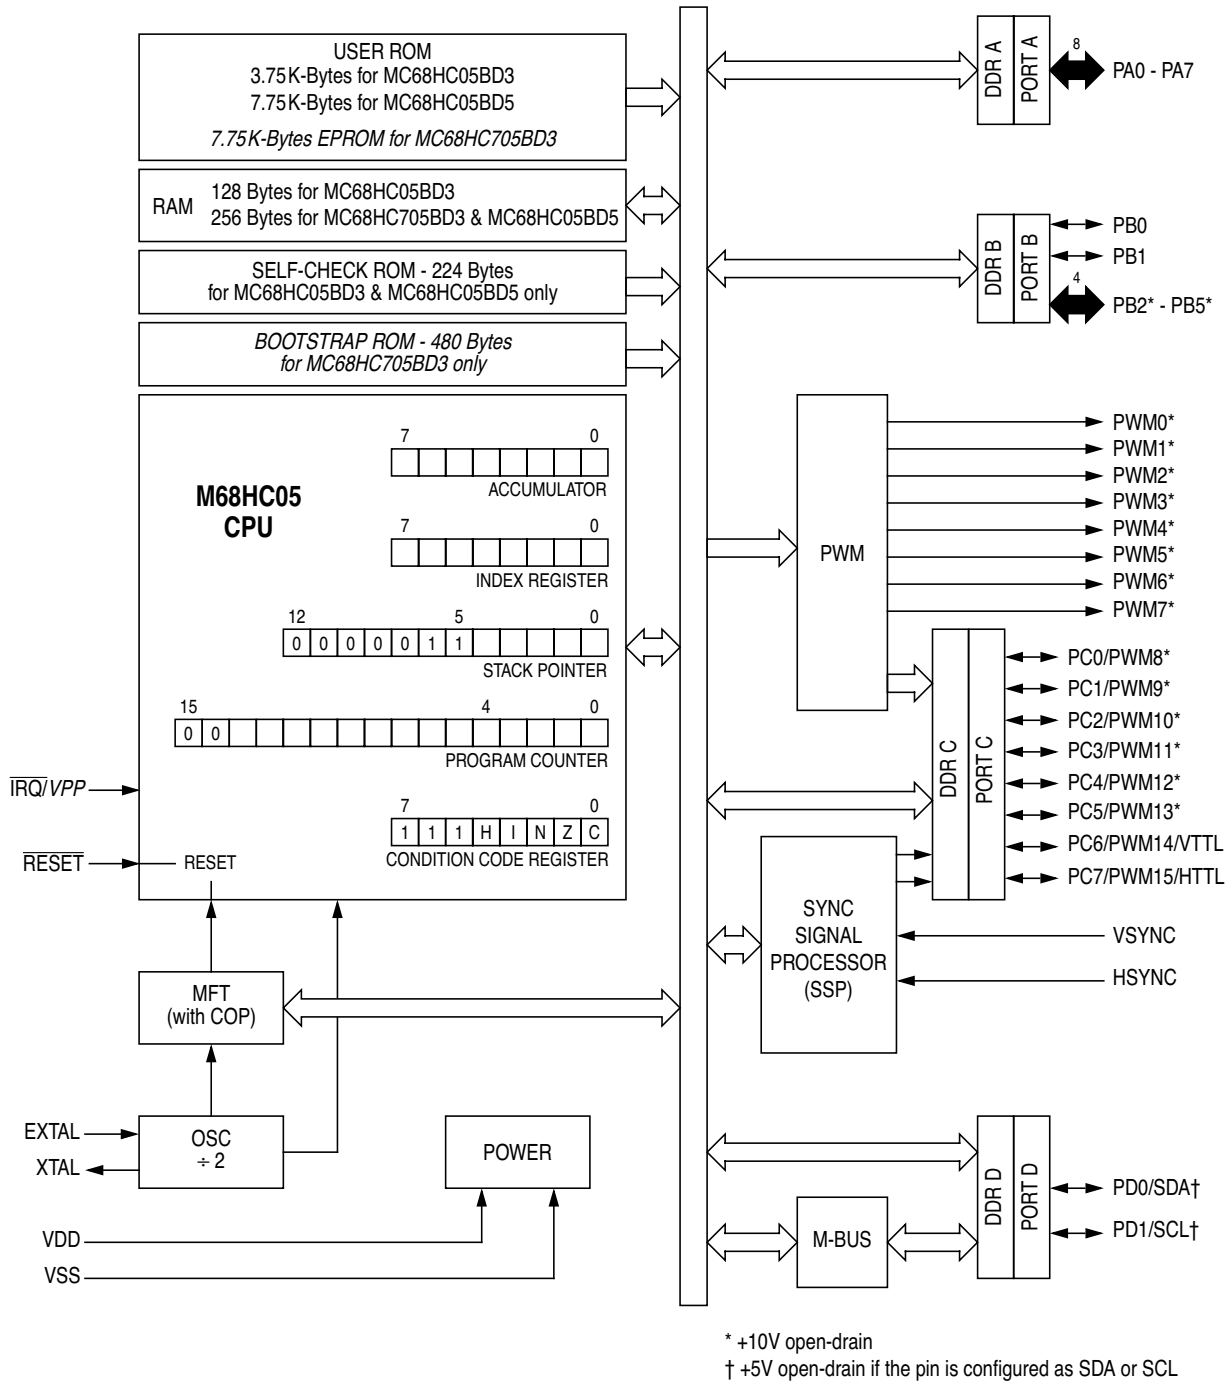 USER ROM
3.75K-Bytes for MC68HC05BD3
7.75K-Bytes for MC68HC05BD5
7.75K-Bytes EPROM for MC68HC705BD3
RAM
128 Bytes for MC68HC05BD3
256 Bytes for MC68HC705BD3 & MC68HC05BD5
SELF-CHECK ROM - 224 Bytes
for MC68HC05BD3 & MC68HC05BD5 only
BOOTSTRAP ROM - 480 Bytes
for MC68HC705BD3 only
M68HC05
CPU
7 0
ACCUMULATOR
7 0
INDEX REGISTER
12 5 0
0 0 0 0 0 1 1
STACK POINTER
15 4 0
0 0
PROGRAM COUNTER
7 0
1 1 1 H I N Z C
CONDITION CODE REGISTER
IRQ/VPP
RESET
RESET
MFT
(with COP)
EXTAL
XTAL
OSC
÷ 2
POWER
VDD
VSS
DDR A
PORT A
8
PA0 - PA7
DDR B
PORT B
PB0
PB1
4
PB2* - PB5*
PWM
PWM0*
PWM1*
PWM2*
PWM3*
PWM4*
PWM5*
PWM6*
PWM7*
DDR C
PORT C
PC0/PWM8*
PC1/PWM9*
PC2/PWM10*
PC3/PWM11*
PC4/PWM12*
PC5/PWM13*
PC6/PWM14/VTTL
PC7/PWM15/HTTL
SYNC
SIGNAL
PROCESSOR
(SSP)
VSYNC
HSYNC
DDR D
PORT D
M-BUS
PD0/SDA†
PD1/SCL†
* +10V open-drain
† +5V open-drain if the pin is configured as SDA or SCL